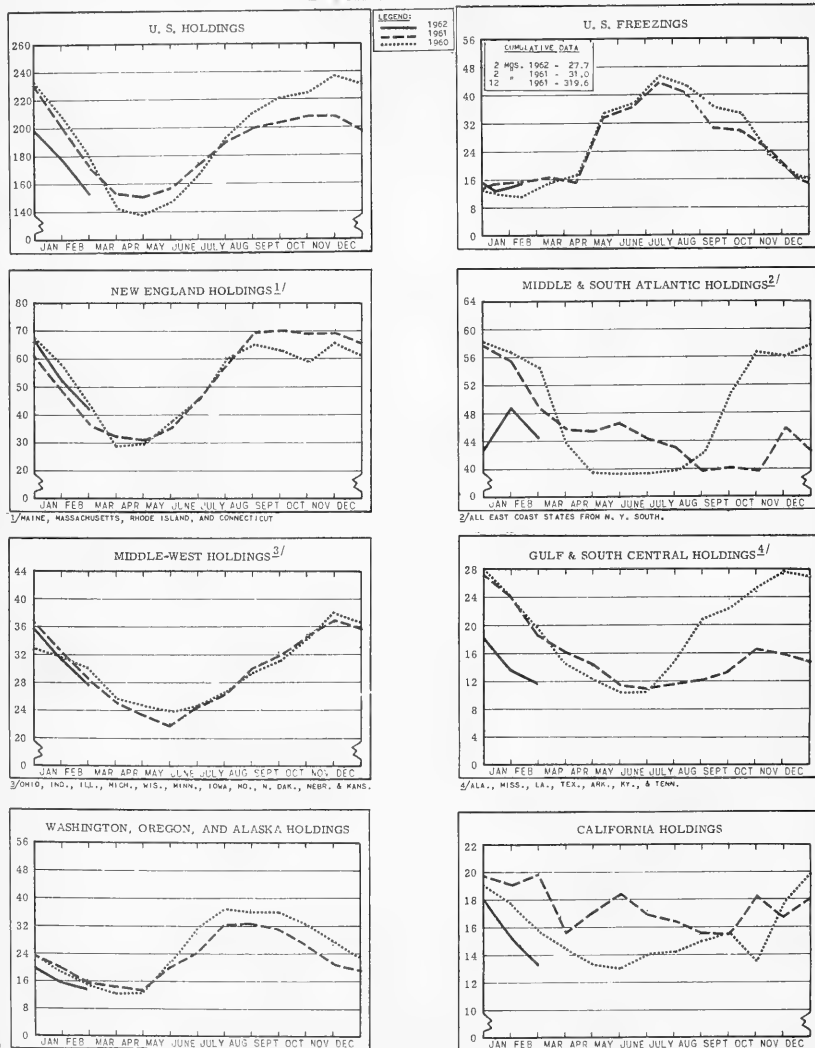 LEGEND:
1962
1961
1960
U. S. HOLDINGS
260
240
220
200
180
160
140
0
JAN FEB MAR APR MAY JUNE JULY AUG SEPT OCT NOV DEC
U. S. FREEZINGS
56
48
40
32
24
16
8
0
CUMULATIVE DATA
2 MOS. 1962 - 27.7
2 " 1961 - 31.0
12 1961 - 319.6
JAN FEB MAR APR MAY JUNE JULY AUG SEPT OCT NOV DEC
NEW ENGLAND HOLDINGS 1/
80
70
60
50
40
30
20
0
JAN FEB MAR APR MAY JUNE JULY AUG SEPT OCT NOV DEC
1/MAINE, MASSACHUSETTS, RHODE ISLAND, AND CONNECTICUT
MIDDLE & SOUTH ATLANTIC HOLDINGS 2/
64
60
56
52
48
44
40
0
JAN FEB MAR APR MAY JUNE JULY AUG SEPT OCT NOV DEC
2/ALL EAST COAST STATES FROM N. Y. SOUTH.
MIDDLE-WEST HOLDINGS 3/
44
40
36
32
28
24
20
0
JAN FEB MAR APR MAY JUNE JULY AUG SEPT OCT NOV DEC
3/OHIO, IND., ILL., MICH., WIS., MINN., IOWA, MO., N. DAK., NEBR. & KANS.
GULF & SOUTH CENTRAL HOLDINGS 4/
28
24
20
16
12
8
4
0
JAN FEB MAR APR MAY JUNE JULY AUG SEPT OCT NOV DEC
4/ALA., MISS., LA., TEX., ARK., KY., & TENN.
WASHINGTON, OREGON, AND ALASKA HOLDINGS
56
48
40
32
24
16
8
0
JAN FEB MAR APR MAY JUNE JULY AUG SEPT OCT NOV DEC
CALIFORNIA HOLDINGS
22
20
18
16
14
12
10
0
JAN FEB MAR APR MAY JUNE JULY AUG SEPT OCT NOV DEC